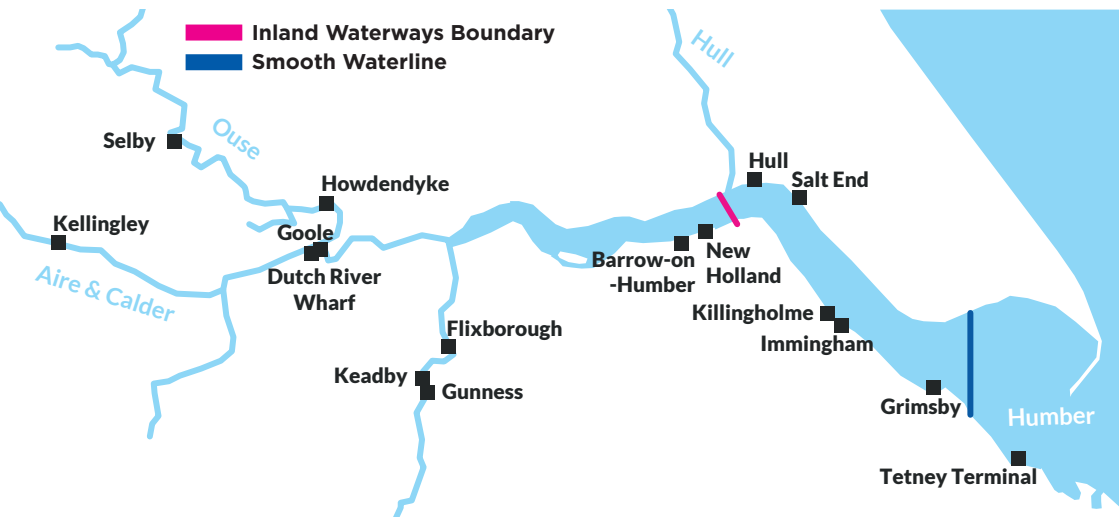 Inland Waterways Boundary
Smooth Waterline
Hull
Ouse
Selby
Hull
Salt End
Howdendyke
Kellingley
Goole
Barrow-on
-Humber
New
Holland
Dutch River
Wharf
Aire & Calder
Killingholme
Immingham
Flixborough
Keadby
Gunness
Grimsby
Humber
Tetney Terminal